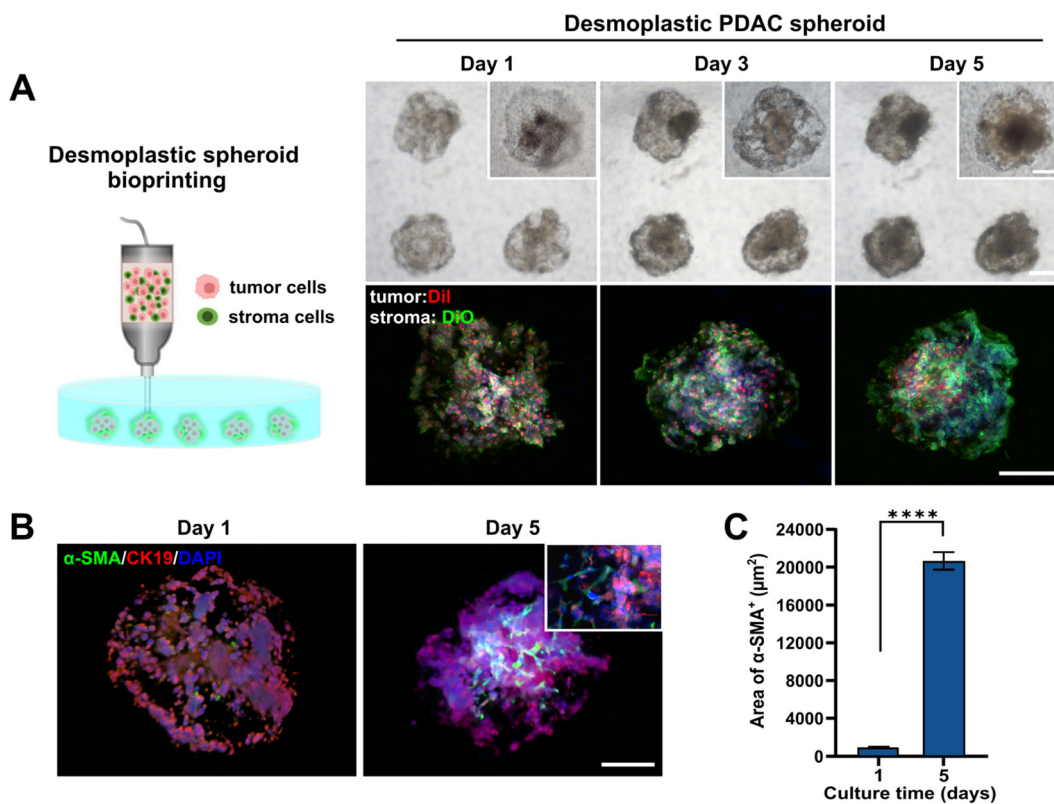 Desmoplastic PDAC spheroid
Day 1 Day 3 Day 5
A
Desmoplastic spheroid
bioprinting
tumor cells
stroma cells
tumor:DiI
stroma: DiO
B
Day 1 Day 5
α-SMA/CK19/DAPI
C
****
Area of α-SMA⁺ (μm²)
24000
20000
16000
12000
8000
4000
0
1 5
Culture time (days)